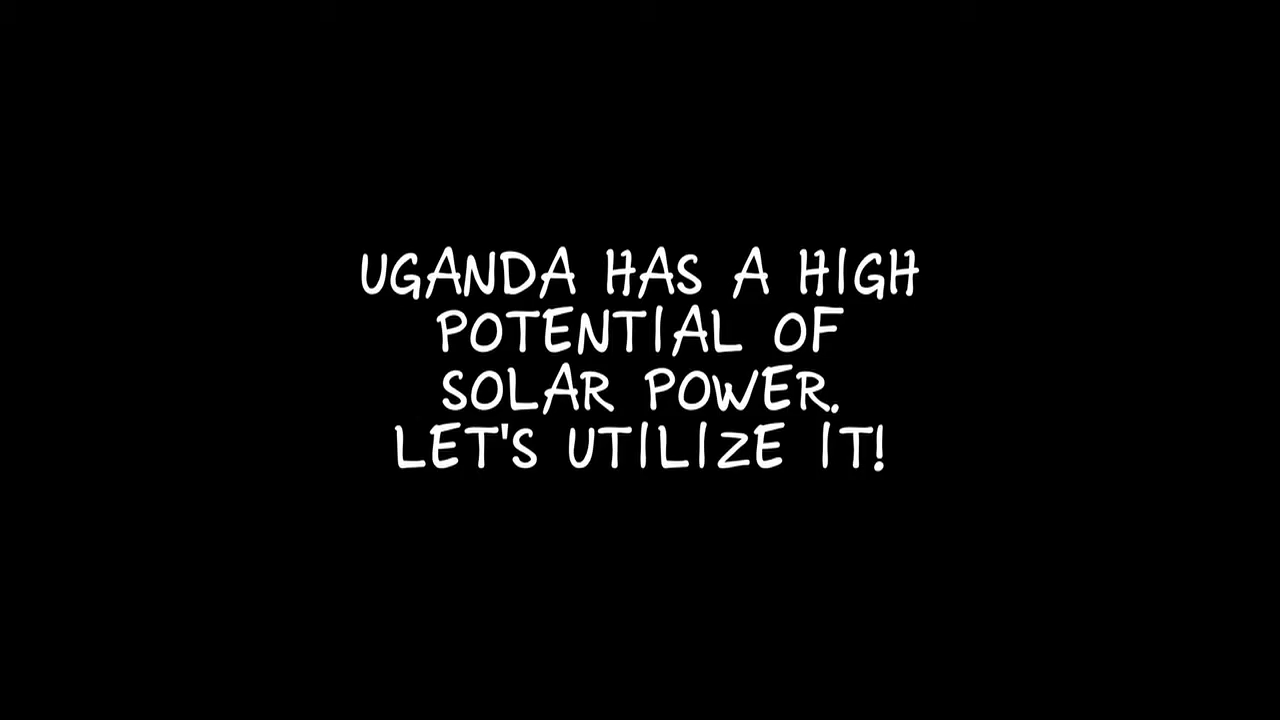 UGANDA HAS A HIGH
POTENTIAL OF
SOLAR POWER.
LET'S UTILIZE IT!